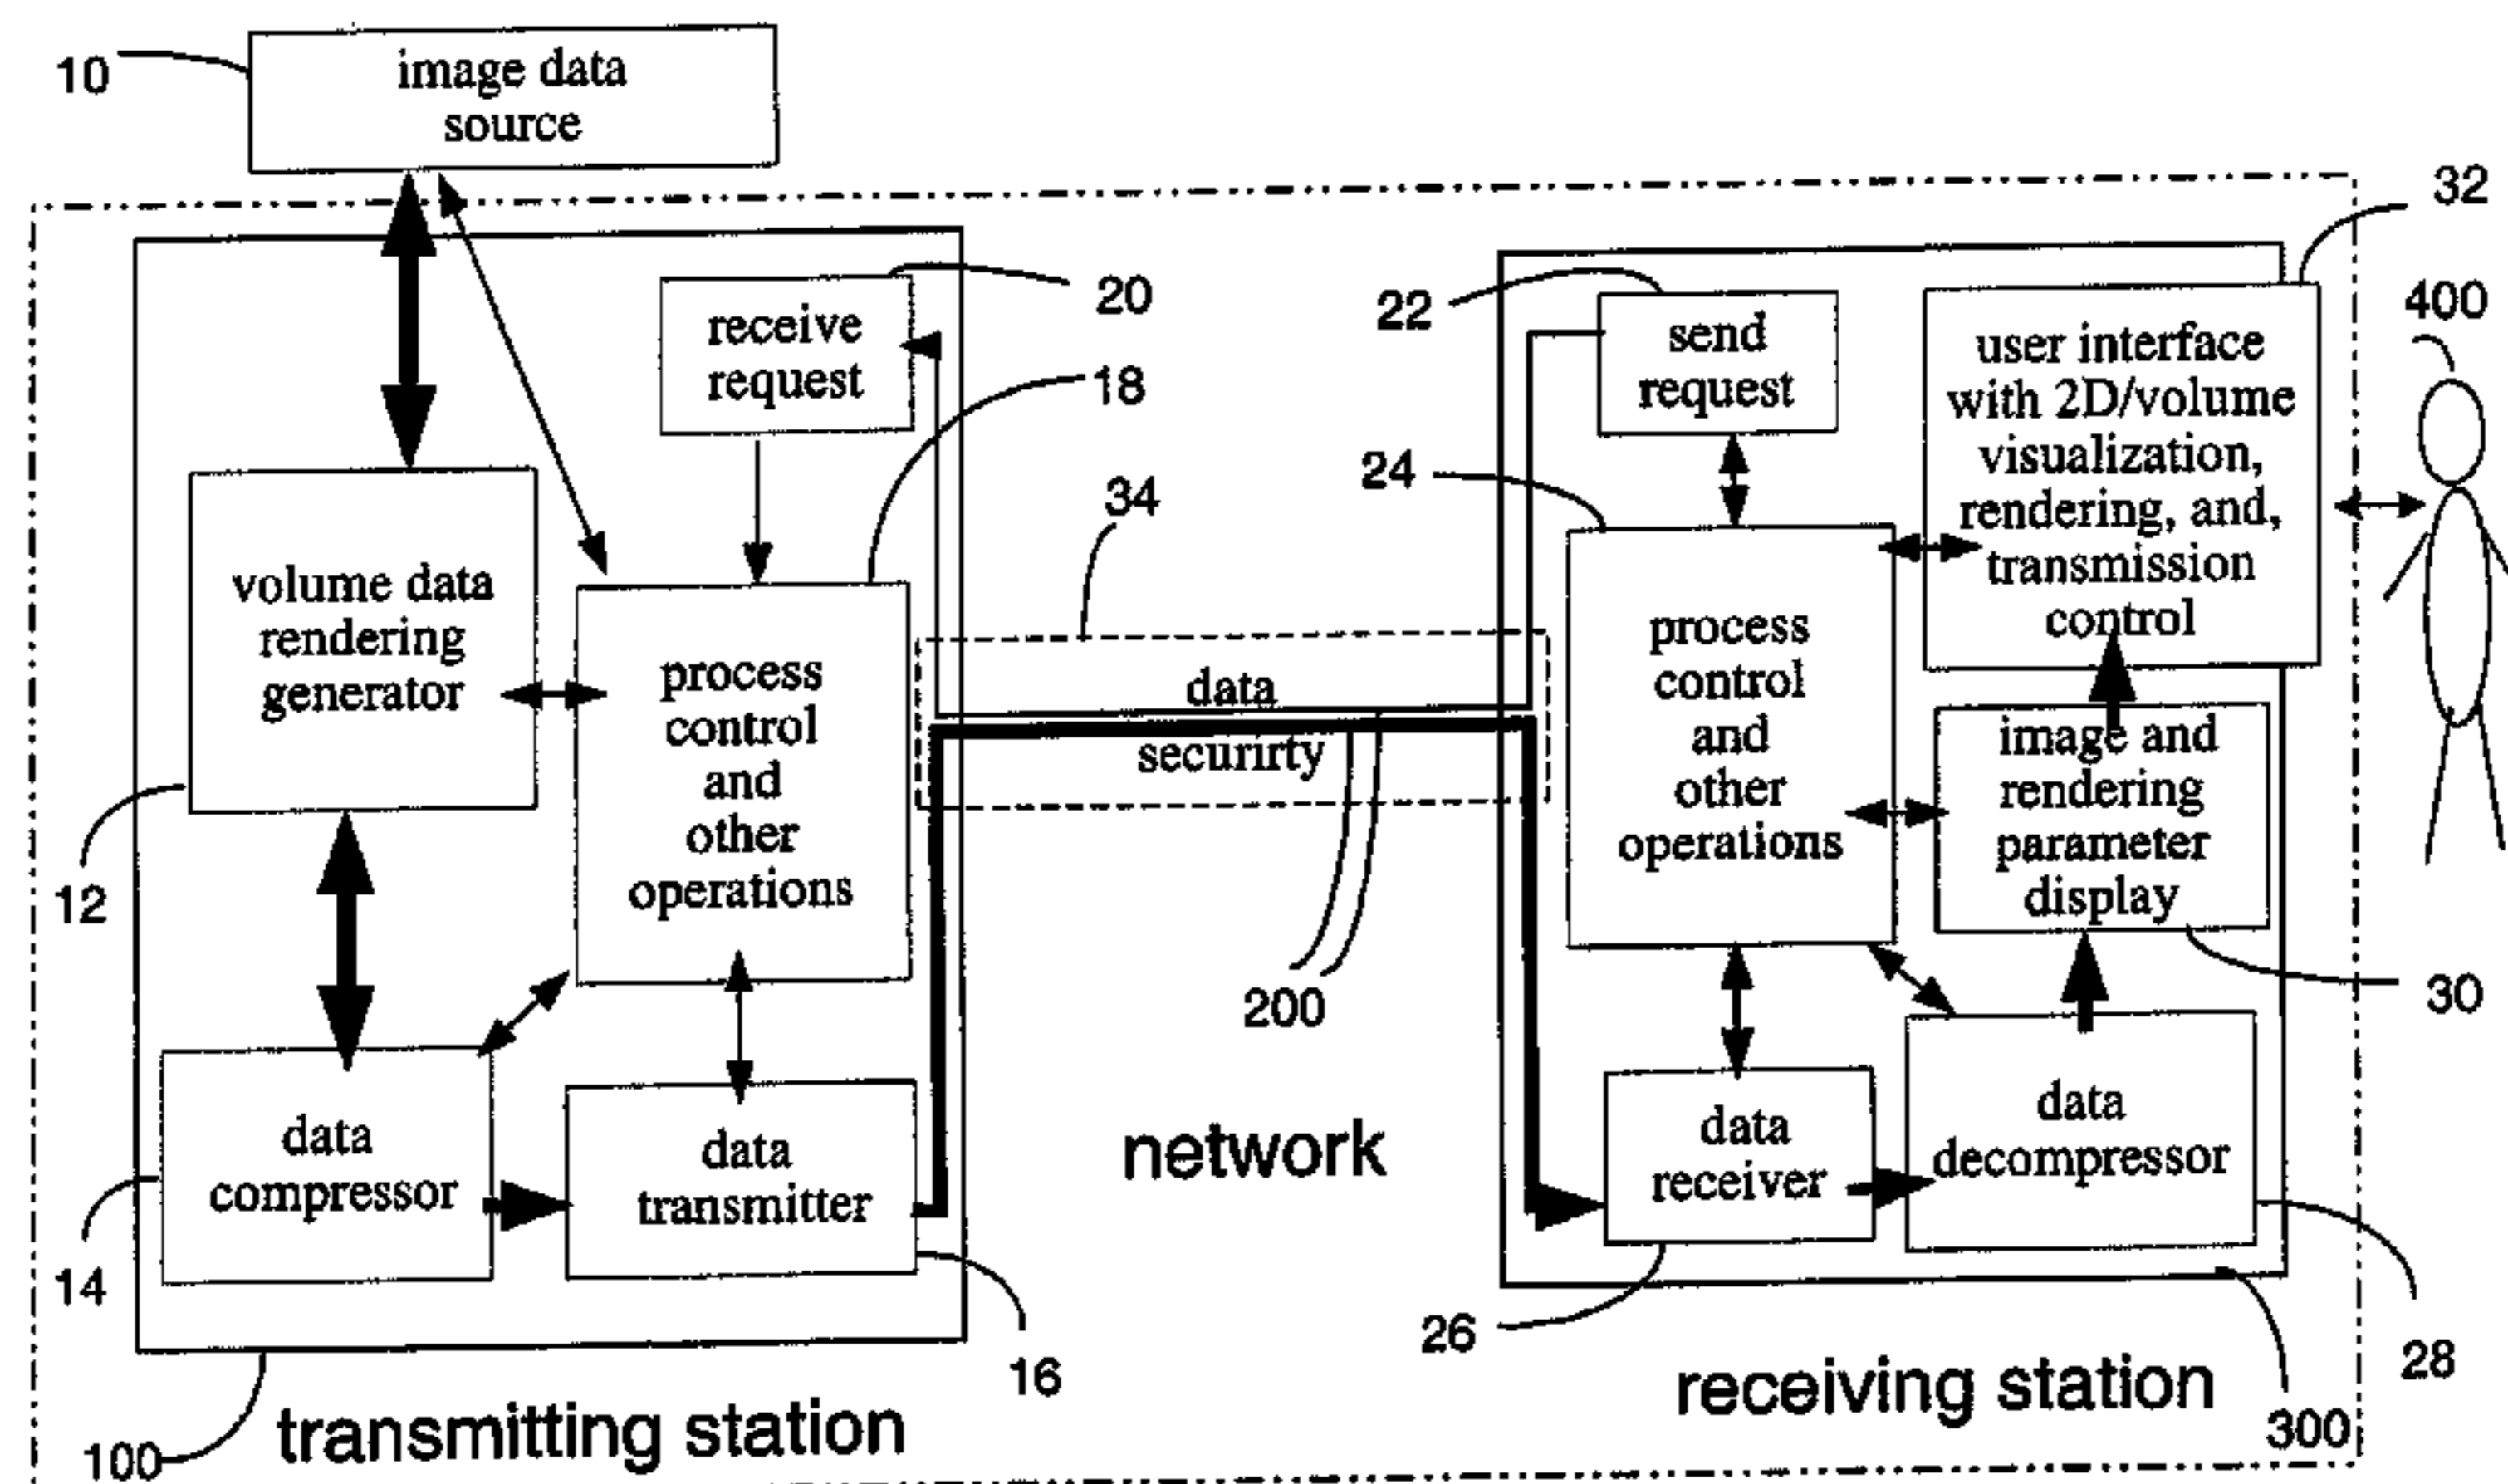 10
image data
source
32
20
receive
request
18
22
send
request
user interface
with 2D/volume
visualization,
rendering, and,
transmission
control
400
24
34
volume data
rendering
generator
process
control
and
other
operations
data
securirty
process
control
and
other
operations
image and
rendering
parameter
display
12
200
30
data
compressor
data
transmitter
network
data
receiver
data
decompressor
14
16
26
28
transmitting station
receiving station
100
300